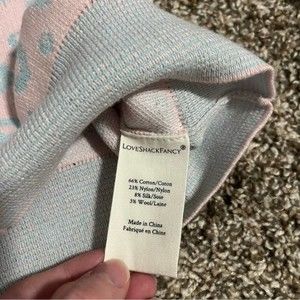 LOVESHACKFANCY®
66% Cotton/Coton
23% Nylon/Nylon
8% Silk/Soie
3% Wool/Laine
Made in China
Fabriqué en Chine